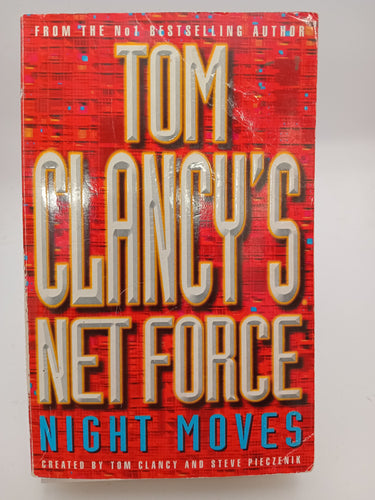 FROM THE No1 BESTSELLING AUTHOR
TOM
CLANCY'S
NET FORCE
NIGHT MOVES
CREATED BY TOM CLANCY AND STEVE PIECZENIK